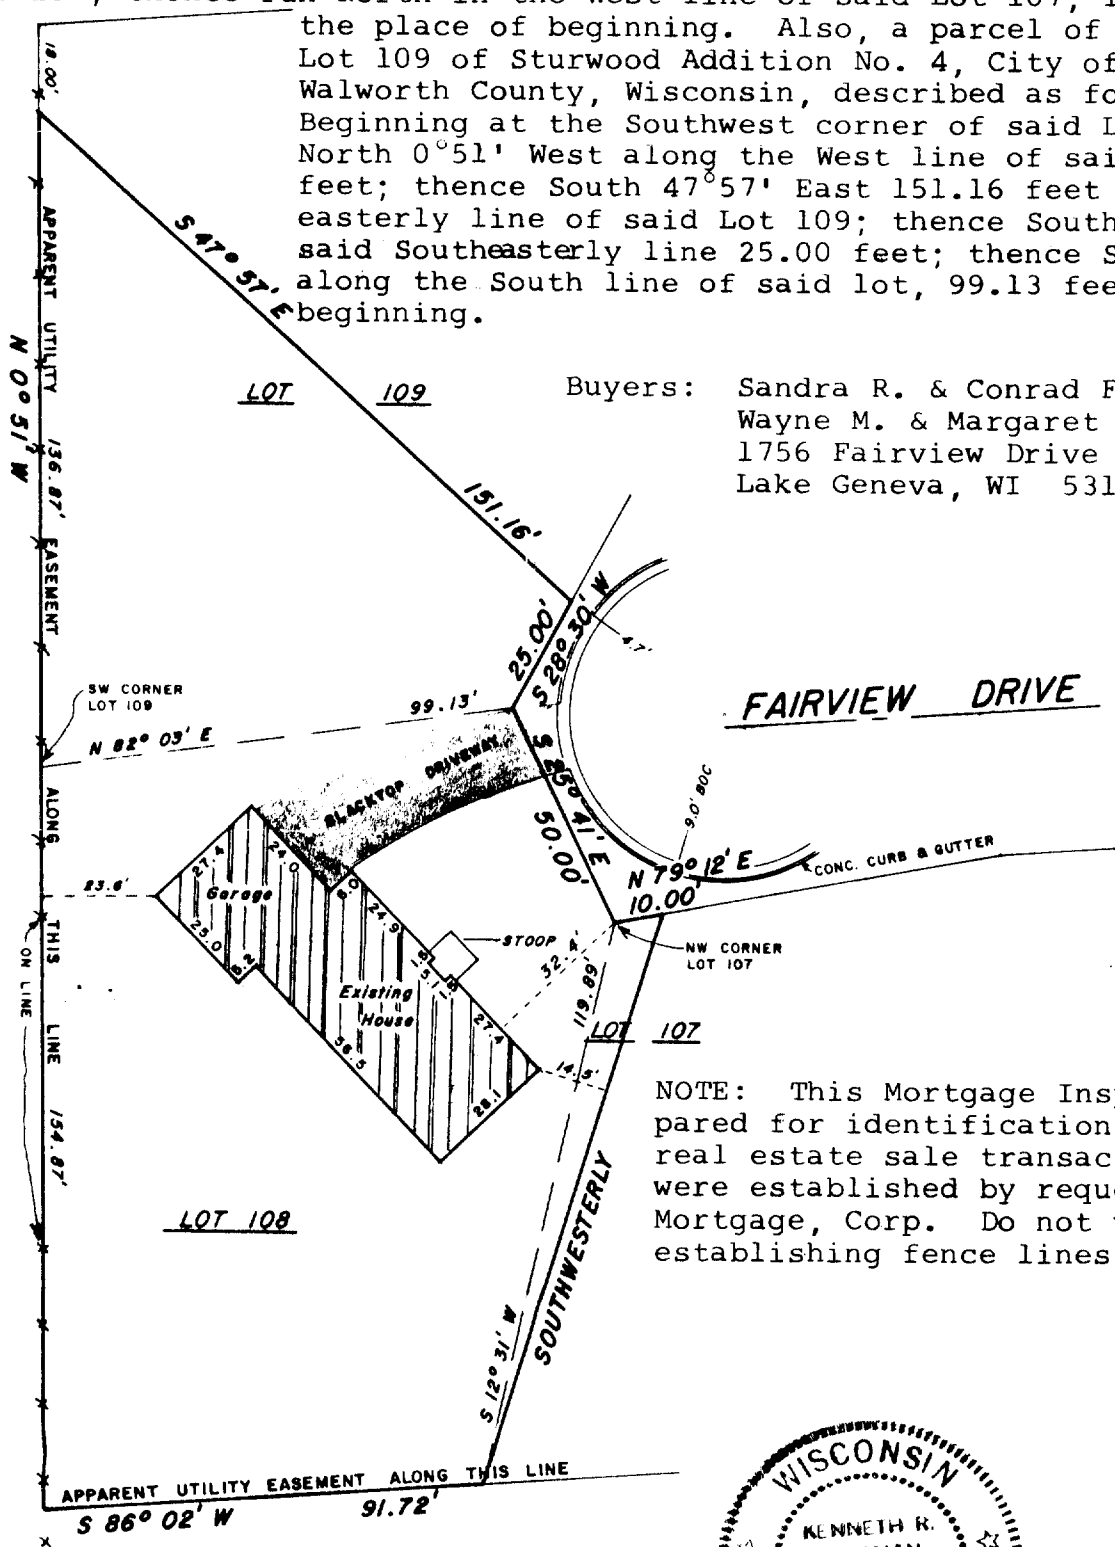 the place of beginning. Also, a parcel of
Lot 109 of Sturwood Addition No. 4, City of
Walworth County, Wisconsin, described as fo
Beginning at the Southwest corner of said L
North 0°51' West along the West line of sai
feet; thence South 47°57' East 151.16 feet
easterly line of said Lot 109; thence South
said Southeasterly line 25.00 feet; thence S
along the South line of said lot, 99.13 fee
beginning.
18.00'
S 47° 57' E
151.16'
APPARENT UTILITY EASEMENT ALONG THIS LINE
N 0° 51' W
136.87'
LOT 109
Buyers: Sandra R. & Conrad F
Wayne M. & Margaret
1756 Fairview Drive
Lake Geneva, WI 531
25.00'
S 28° 30' W
4.7'
SW CORNER
LOT 109
99.13'
N 82° 03' E
FAIRVIEW DRIVE
BLACKTOP DRIVEWAY
S 25° 41' E
50.00'
9.0' BOC
N 79° 12' E
10.00'
CONC. CURB & GUTTER
NW CORNER
LOT 107
23.6'
27.4
24.0
Garage
8.0
25.0
8.2
24.9
STOOP
32.4'
119.89
Existing
House
5.1
27.4
56.5
28.1
14.5'
LOT 107
ON LINE
154.87'
NOTE: This Mortgage Ins
pared for identification
real estate sale transac
were established by requ
Mortgage, Corp. Do not
establishing fence lines
LOT 108
SOUTHWESTERLY
S 12° 31' W
APPARENT UTILITY EASEMENT ALONG THIS LINE
S 86° 02' W
91.72'
WISCONSIN
KENNETH R.